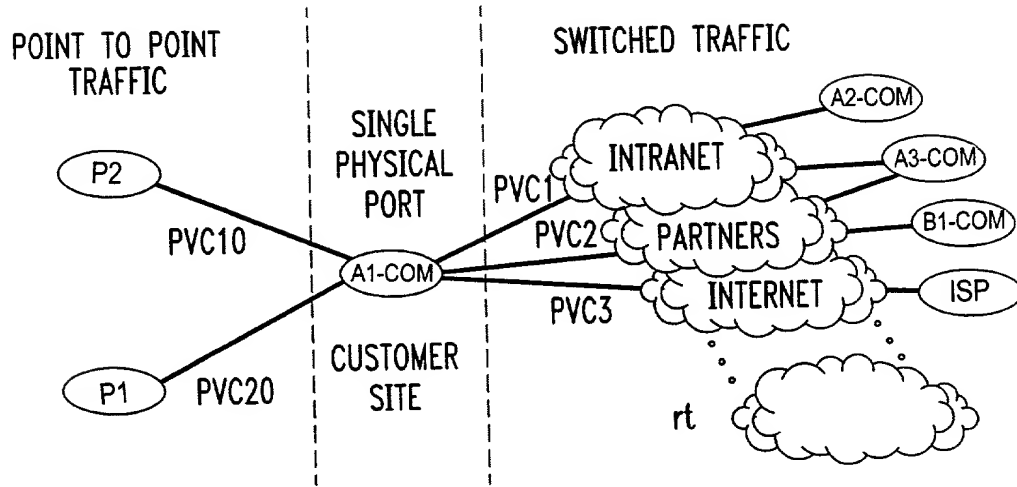 POINT TO POINT
TRAFFIC
SWITCHED TRAFFIC
SINGLE
PHYSICAL
PORT
CUSTOMER
SITE
P2
PVC10
P1
PVC20
A1-COM
PVC1
PVC2
PVC3
INTRANET
PARTNERS
INTERNET
A2-COM
A3-COM
B1-COM
ISP
rt